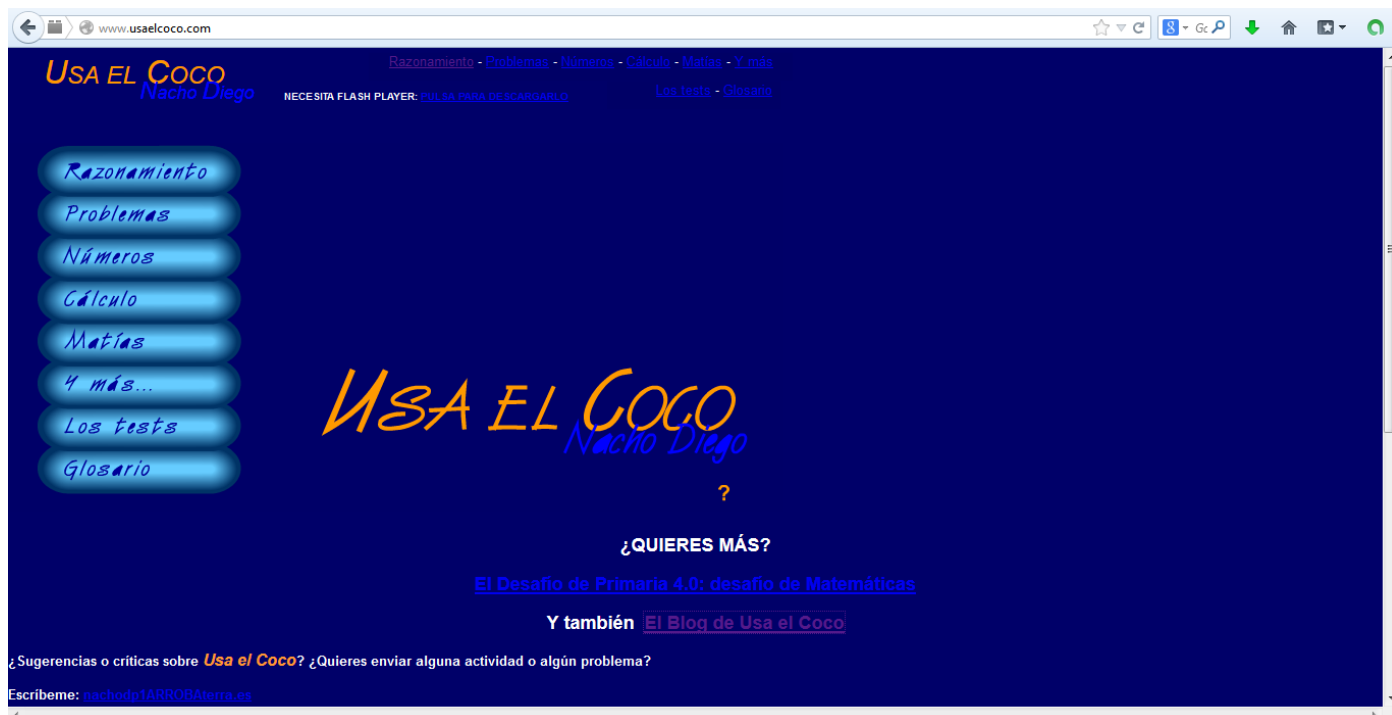 www.usaelcoco.com
USA EL COCO
Nacho Diego
Razonamiento - Problemas - Números - Cálculo - Matías - Y más
NECESITA FLASH PLAYER: PULSA PARA DESCARGARLO
Los tests - Glosario
Razonamiento
Problemas
Números
Cálculo
Matías
Y más...
Los tests
Glosario
USA EL COCO
Nacho Diego
?
¿QUIERES MÁS?
El Desafío de Primaria 4.0: desafío de Matemáticas
Y también El Blog de Usa el Coco
¿Sugerencias o críticas sobre Usa el Coco? ¿Quieres enviar alguna actividad o algún problema?
Escríbeme: nachodp1ARROBAterra.es